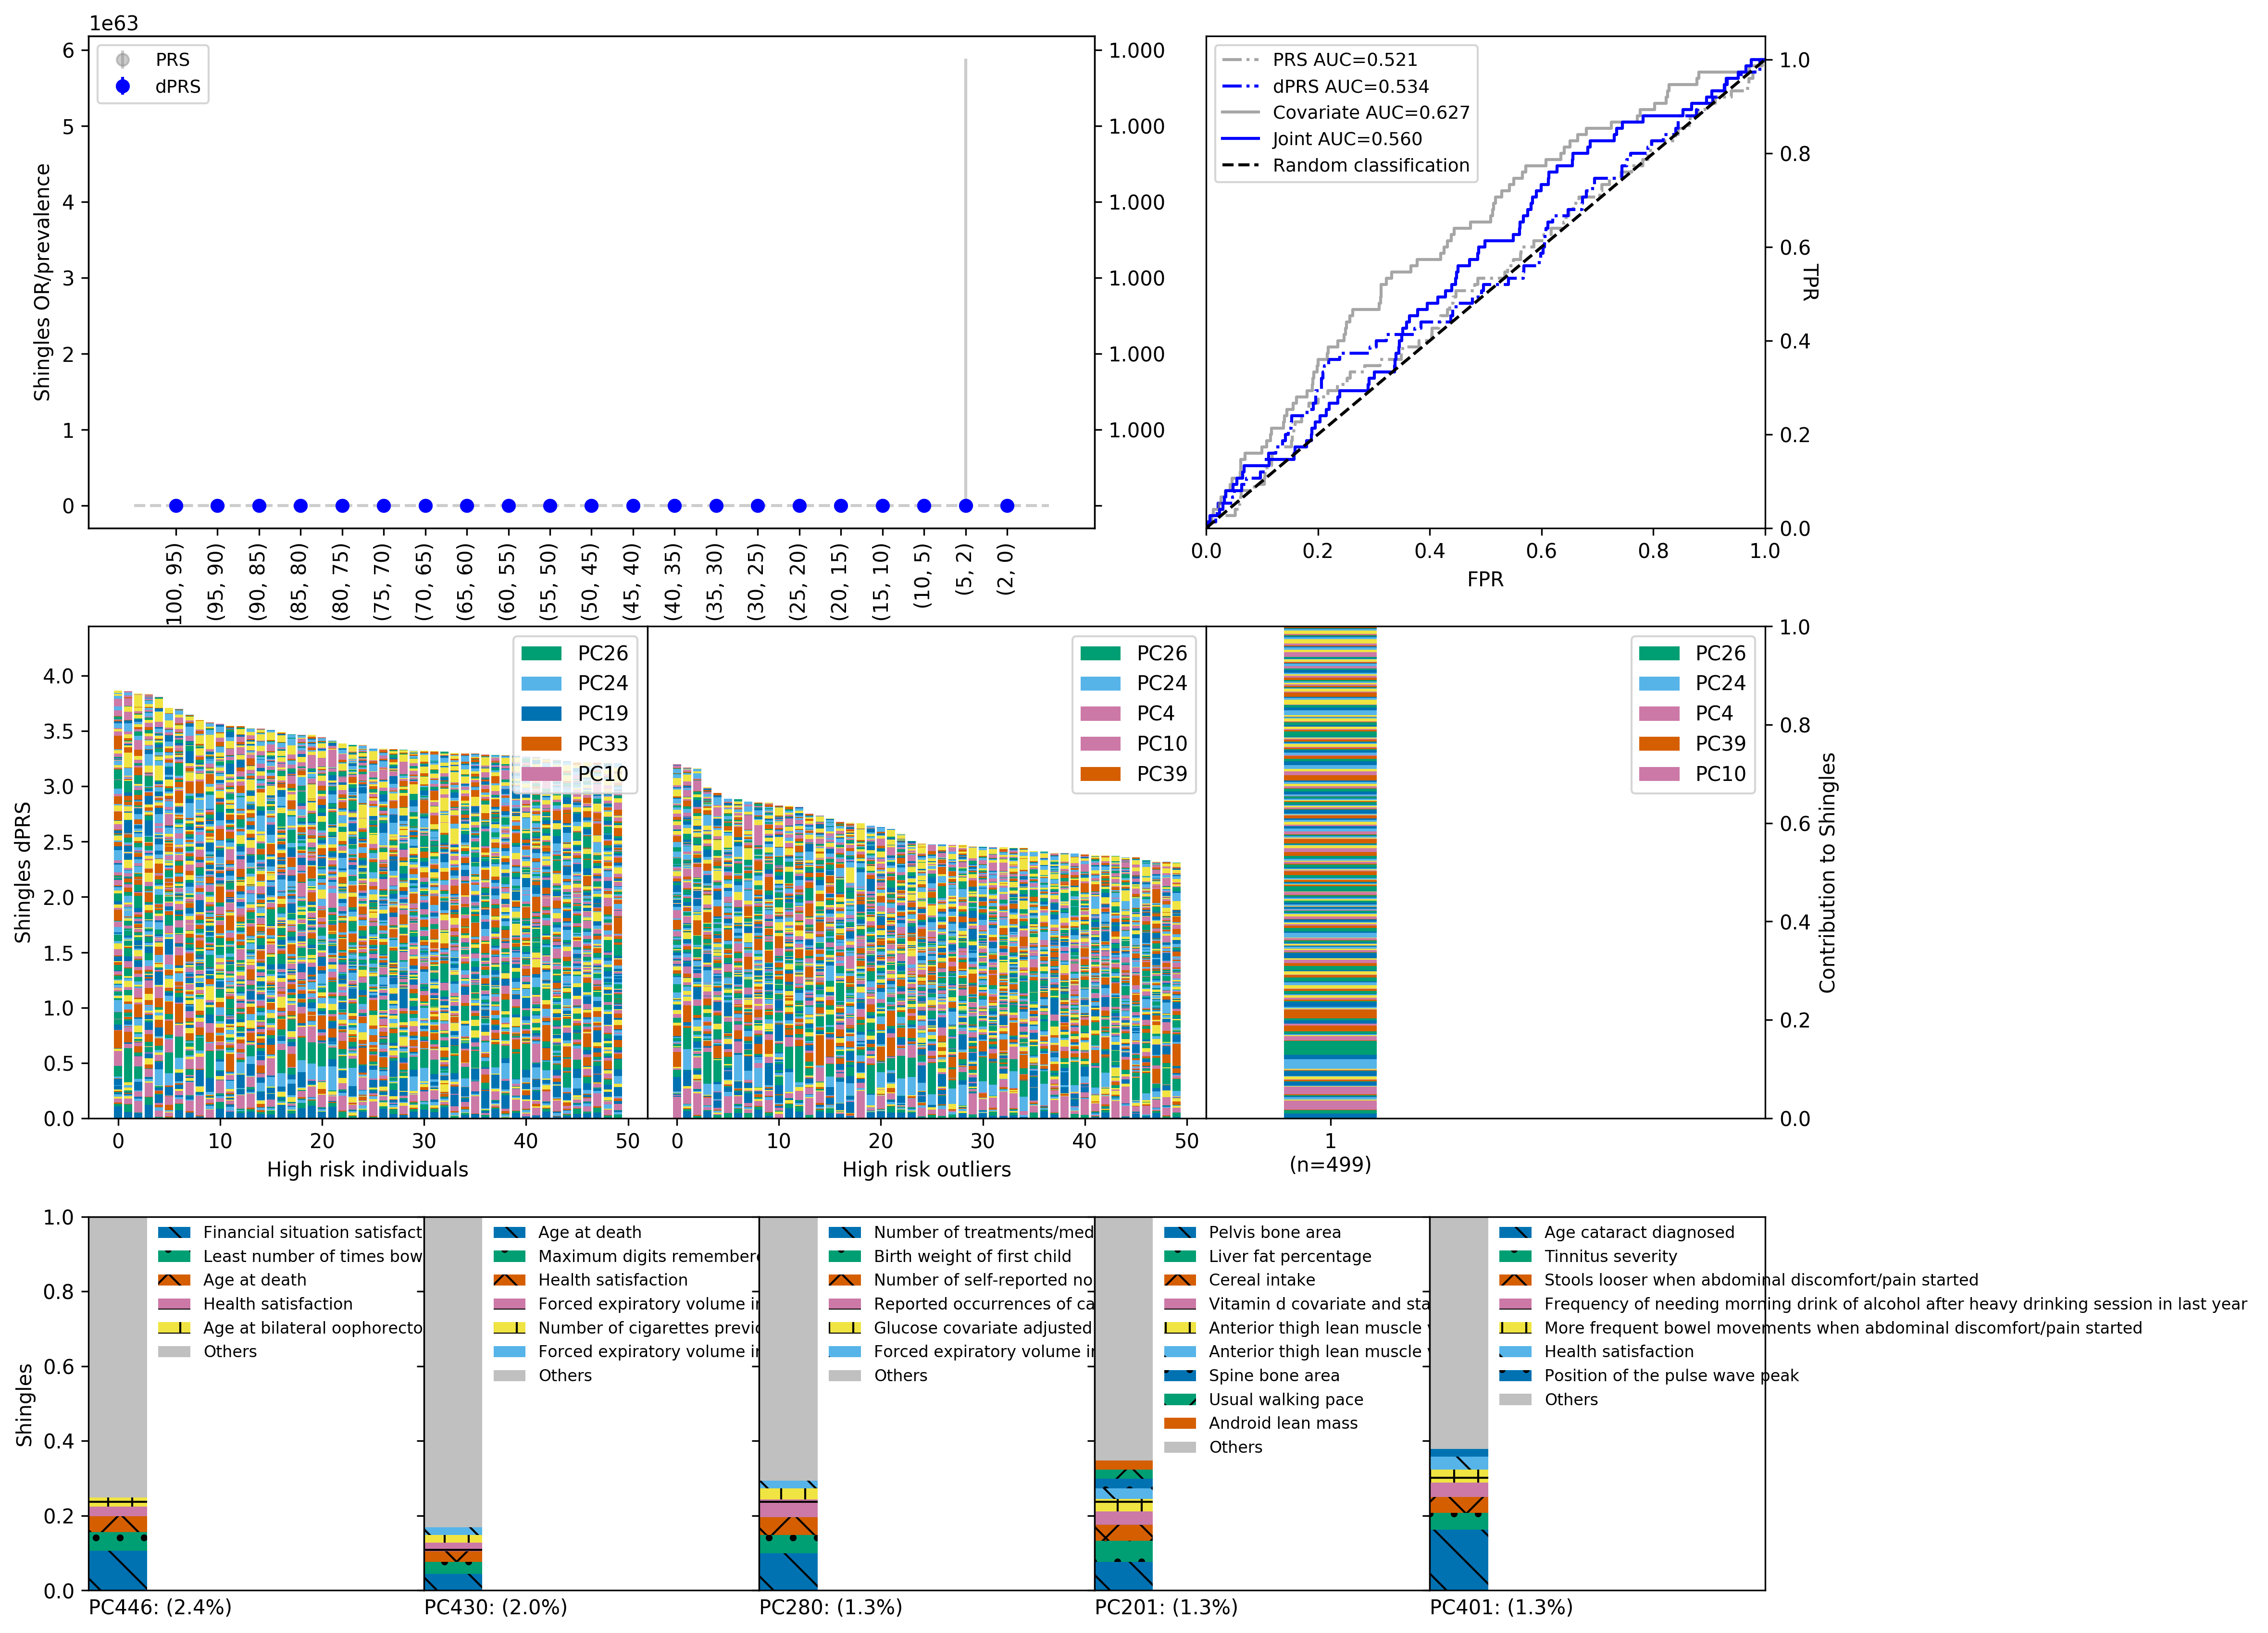 1e63
6
5
4
3
2
1
0
Shingles OR/prevalence
PRS
dPRS
1.000
1.000
1.000
1.000
1.000
1.000
100, 95)
(95, 90)
(90, 85)
(85, 80)
(80, 75)
(75, 70)
(70, 65)
(65, 60)
(60, 55)
(55, 50)
(50, 45)
(45, 40)
(40, 35)
(35, 30)
(30, 25)
(25, 20)
(20, 15)
(15, 10)
(10, 5)
(5, 2)
(2, 0)
PRS AUC=0.521
dPRS AUC=0.534
Covariate AUC=0.627
Joint AUC=0.560
Random classification
1.0
0.8
0.6
0.4
0.2
0.0
TPR
0.0 0.2 0.4 0.6 0.8 1.0
FPR
4.0
3.5
3.0
2.5
2.0
1.5
1.0
0.5
0.0
Shingles dPRS
PC26
PC24
PC19
PC33
PC10
0 10 20 30 40 50
High risk individuals
PC26
PC24
PC4
PC10
PC39
0 10 20 30 40 50
High risk outliers
PC26
PC24
PC4
PC39
PC10
1
(n=499)
1.0
0.8
0.6
0.4
0.2
0.0
Contribution to Shingles
1.0
0.8
0.6
0.4
0.2
0.0
Shingles
Financial situation satisfact
Least number of times bow
Age at death
Health satisfaction
Age at bilateral oophorecto
Others
PC446: (2.4%)
Age at death
Maximum digits remembere
Health satisfaction
Forced expiratory volume i
Number of cigarettes previo
Forced expiratory volume i
Others
PC430: (2.0%)
Number of treatments/med
Birth weight of first child
Number of self-reported no
Reported occurrences of ca
Glucose covariate adjusted
Forced expiratory volume i
Others
PC280: (1.3%)
Pelvis bone area
Liver fat percentage
Cereal intake
Vitamin d covariate and sta
Anterior thigh lean muscle
Anterior thigh lean muscle
Spine bone area
Usual walking pace
Android lean mass
Others
PC201: (1.3%)
Age cataract diagnosed
Tinnitus severity
Stools looser when abdominal discomfort/pain started
Frequency of needing morning drink of alcohol after heavy drinking session in last year
More frequent bowel movements when abdominal discomfort/pain started
Health satisfaction
Position of the pulse wave peak
Others
PC401: (1.3%)